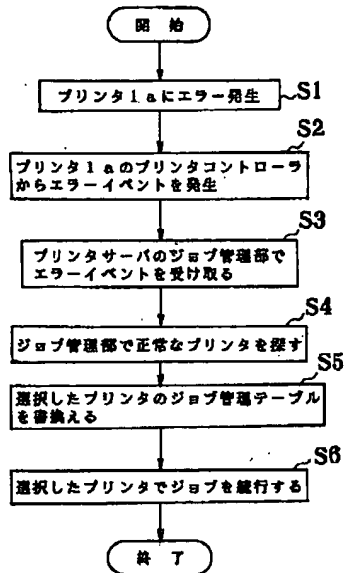 開 始
プリンタ1aにエラー発生
S1
S2
プリンタ1aのプリンタコントローラ
からエラーイベントを発生
S3
プリンタサーバのジョブ管理部で
エラーイベントを受け取る
S4
ジョブ管理部で正常なプリンタを探す
S5
選択したプリンタのジョブ管理テーブル
を書換える
S6
選択したプリンタでジョブを続行する
終 了